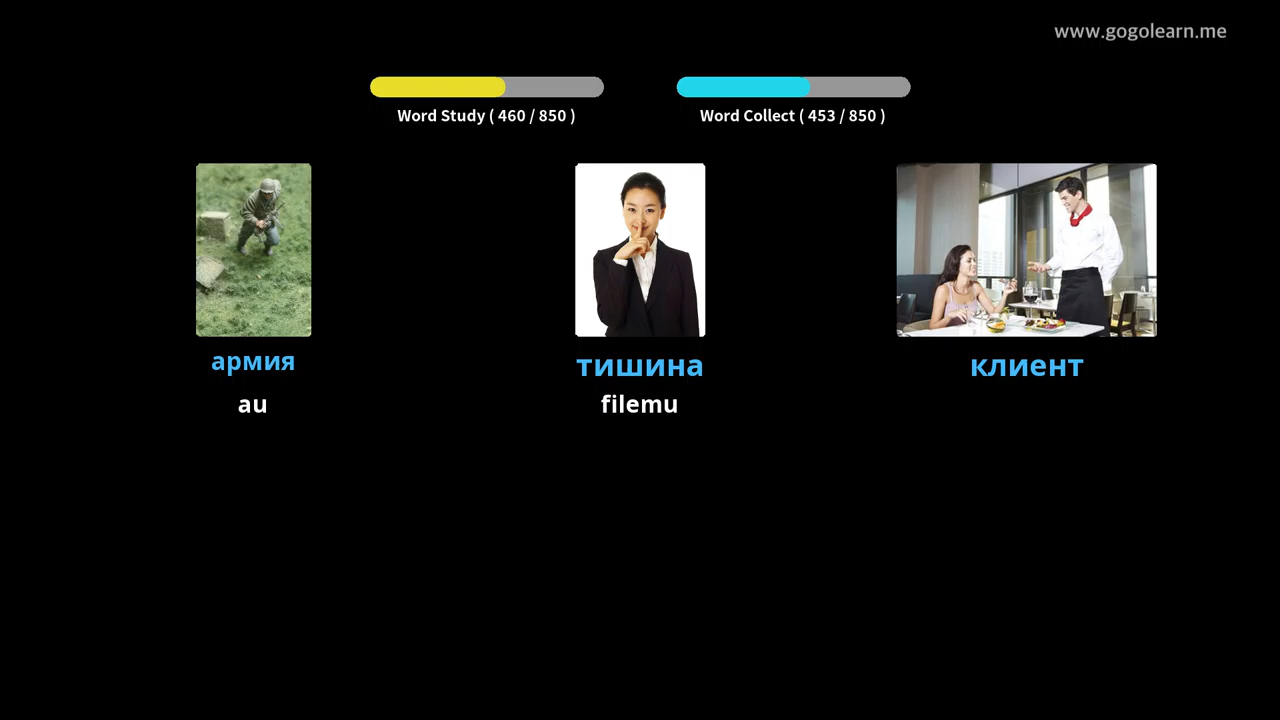 www.gogolearn.me
Word Study ( 460 / 850 )
Word Collect ( 453 / 850 )
армия
au
тишина
filemu
клиент